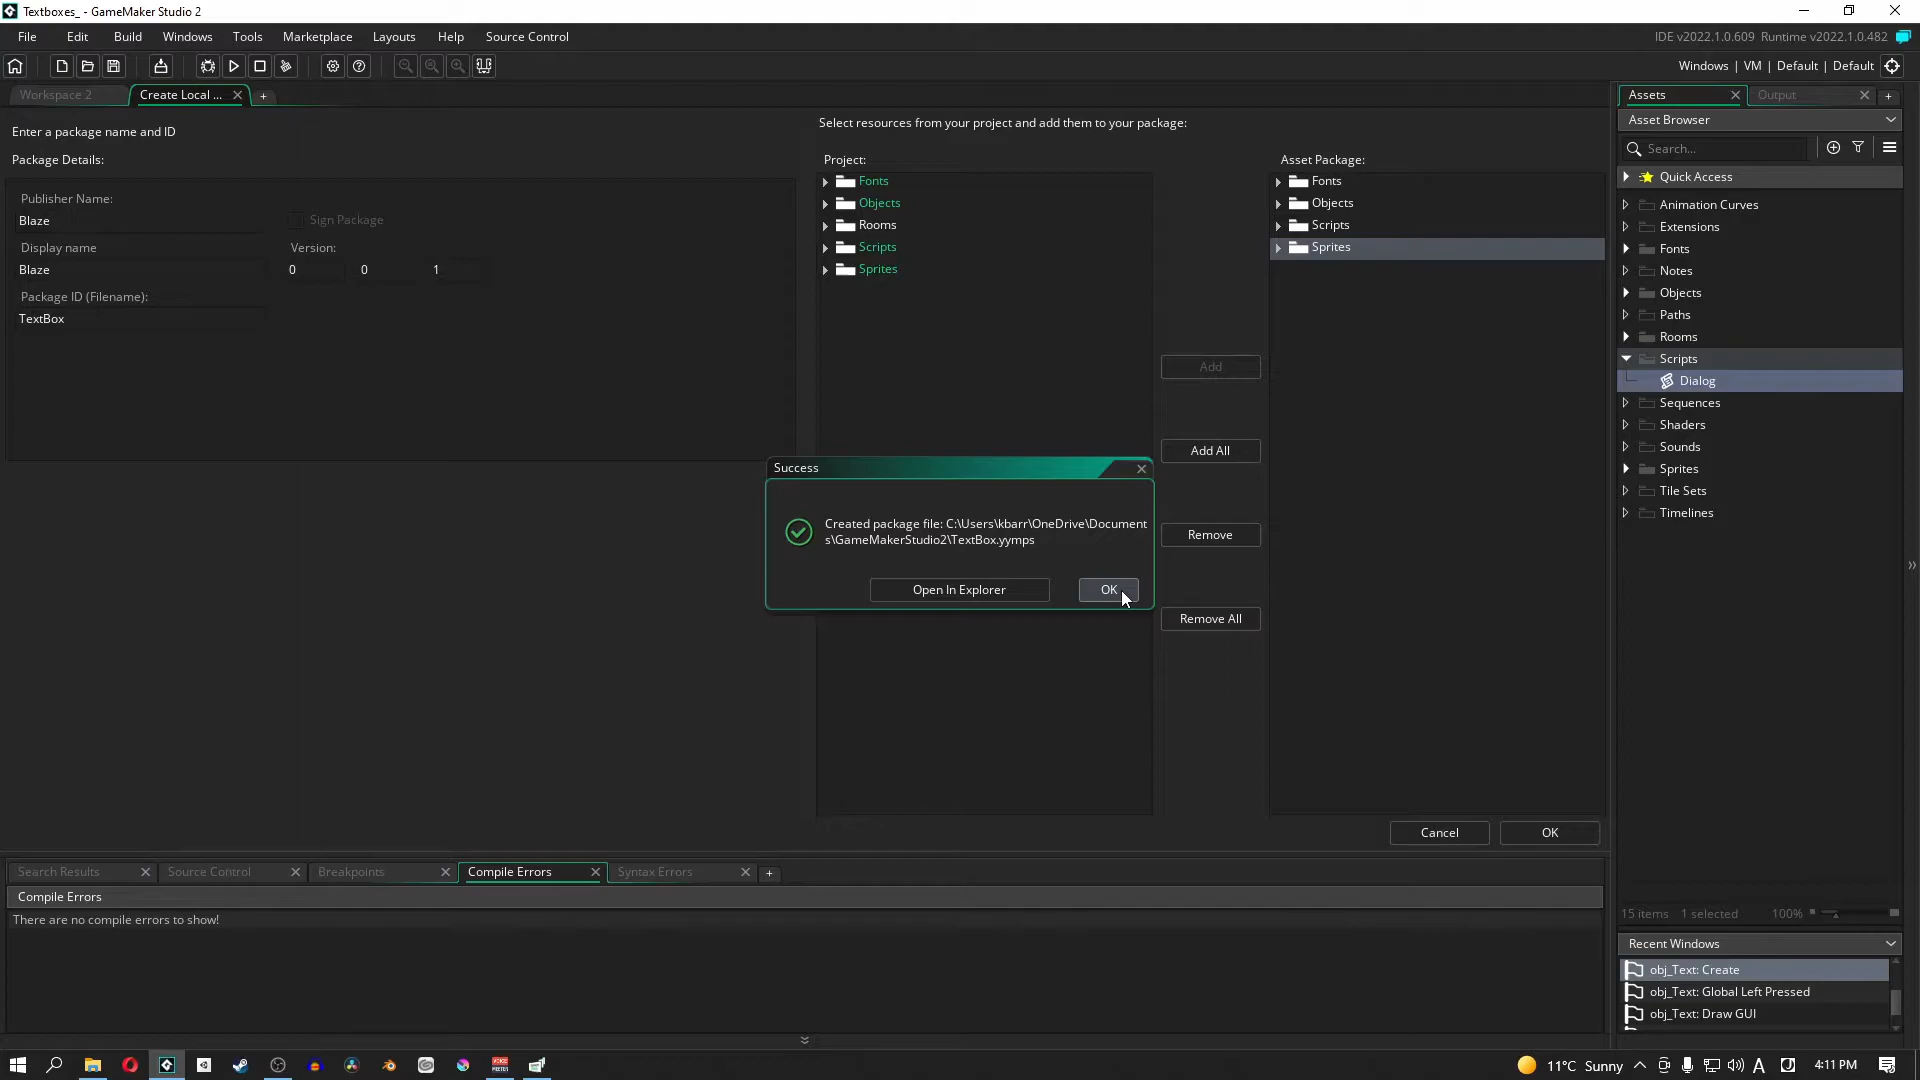 Textboxes_ - GameMaker Studio 2
File Edit Build Windows Tools Marketplace Layouts Help Source Control
IDE v2022.1.0.609 Runtime v2022.1.0.482
Windows | VM | Default | Default
Workspace 2
Create Local ...
Assets
Output
Enter a package name and ID
Select resources from your project and add them to your package:
Asset Browser
Package Details:
Project:
Asset Package:
Search...
Publisher Name:
Blaze
Sign Package
Display name
Version:
Blaze
0 0 1
Package ID (Filename):
TextBox
Fonts
Objects
Rooms
Scripts
Sprites
Fonts
Objects
Scripts
Sprites
Add
Add All
Remove
Remove All
Success
Created package file: C:\Users\kbarr\OneDrive\Document
s\GameMakerStudio2\TextBox.yymps
Open In Explorer
OK
Cancel
OK
Quick Access
Animation Curves
Extensions
Fonts
Notes
Objects
Paths
Rooms
Scripts
Dialog
Sequences
Shaders
Sounds
Sprites
Tile Sets
Timelines
15 items 1 selected 100%
Recent Windows
obj_Text: Create
obj_Text: Global Left Pressed
obj_Text: Draw GUI
Search Results
Source Control
Breakpoints
Compile Errors
Syntax Errors
Compile Errors
There are no compile errors to show!
11°C Sunny
A
4:11 PM